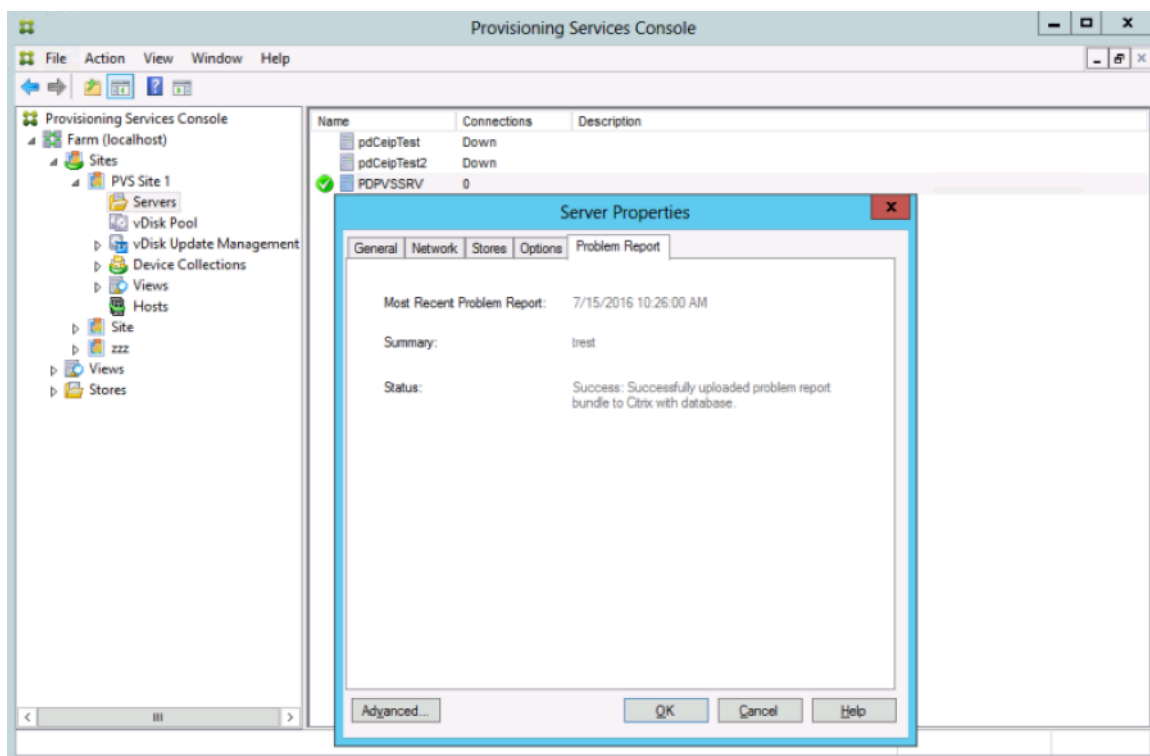 Provisioning Services Console
File Action View Window Help
Provisioning Services Console
Farm (localhost)
Sites
PVS Site 1
Servers
vDisk Pool
vDisk Update Management
Device Collections
Views
Hosts
Site
zzz
Views
Stores
Name Connections Description
pdCeipTest Down
pdCeipTest2 Down
PDPVSSRV 0
Server Properties
General Network Stores Options Problem Report
Most Recent Problem Report: 7/15/2016 10:26:00 AM
Summary: trest
Status: Success: Successfully uploaded problem report
bundle to Citrix with database.
Advanced... OK Cancel Help